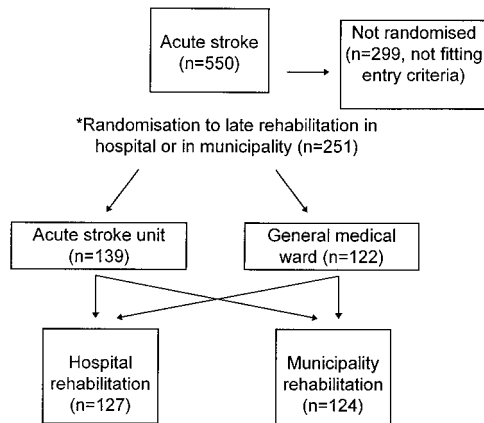 Acute stroke
(n=550)
Not randomised
(n=299, not fitting
entry criteria)
*Randomisation to late rehabilitation in
hospital or in municipality (n=251)
Acute stroke unit
(n=139)
General medical
ward (n=122)
Hospital
rehabilitation
(n=127)
Municipality
rehabilitation
(n=124)